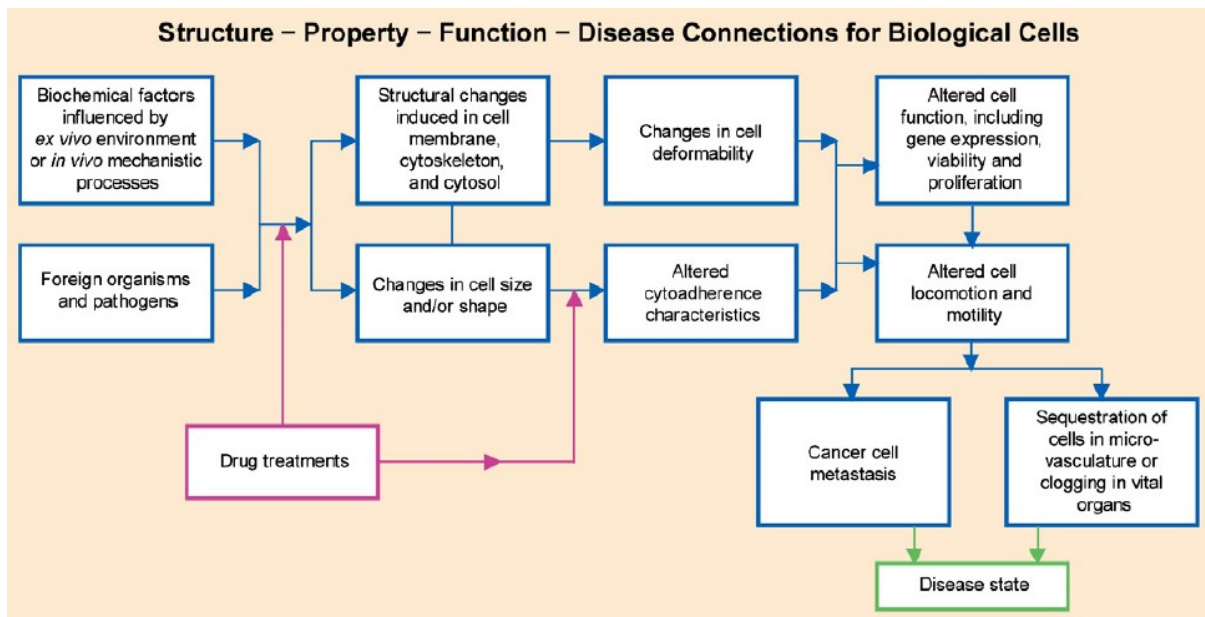 Structure – Property – Function – Disease Connections for Biological Cells
Biochemical factors
influenced by
ex vivo environment
or in vivo mechanistic
processes
Structural changes
induced in cell
membrane,
cytoskeleton,
and cytosol
Changes in cell
deformability
Altered cell
function, including
gene expression,
viability and
proliferation
Foreign organisms
and pathogens
Changes in cell size
and/or shape
Altered
cytoadherence
characteristics
Altered cell
locomotion and
motility
Drug treatments
Cancer cell
metastasis
Sequestration of
cells in micro-
vasculature or
clogging in vital
organs
Disease state